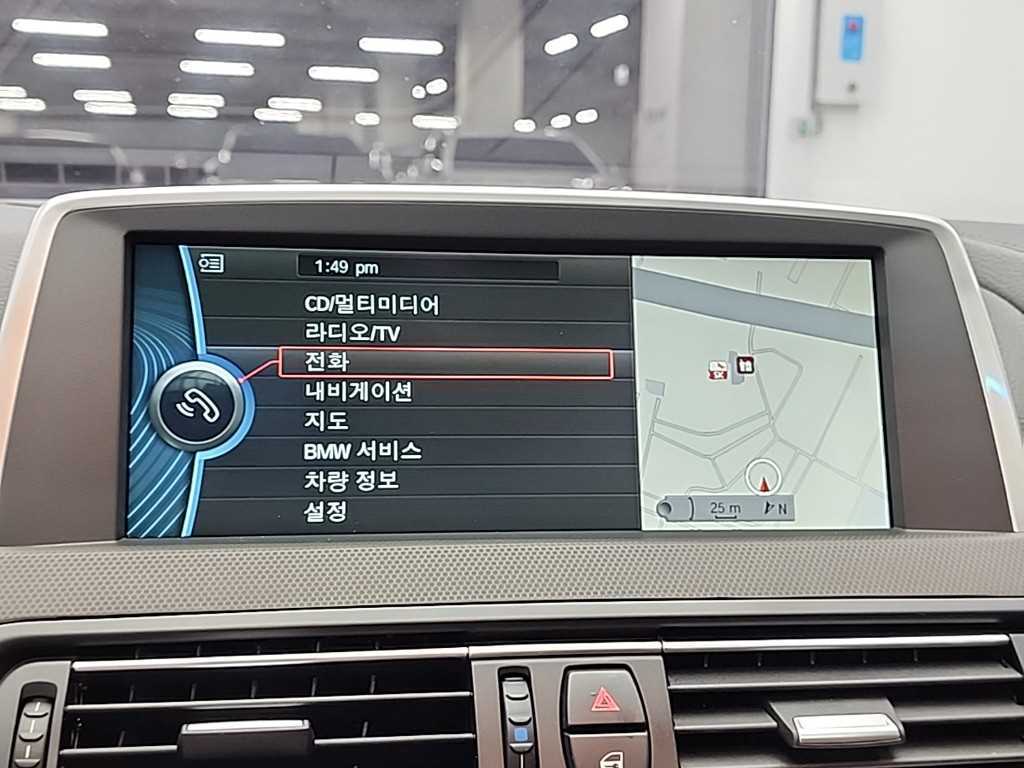 1:49 pm
CD/멀티미디어
라디오/TV
전화
내비게이션
지도
BMW 서비스
차량 정보
설정
25 m
N